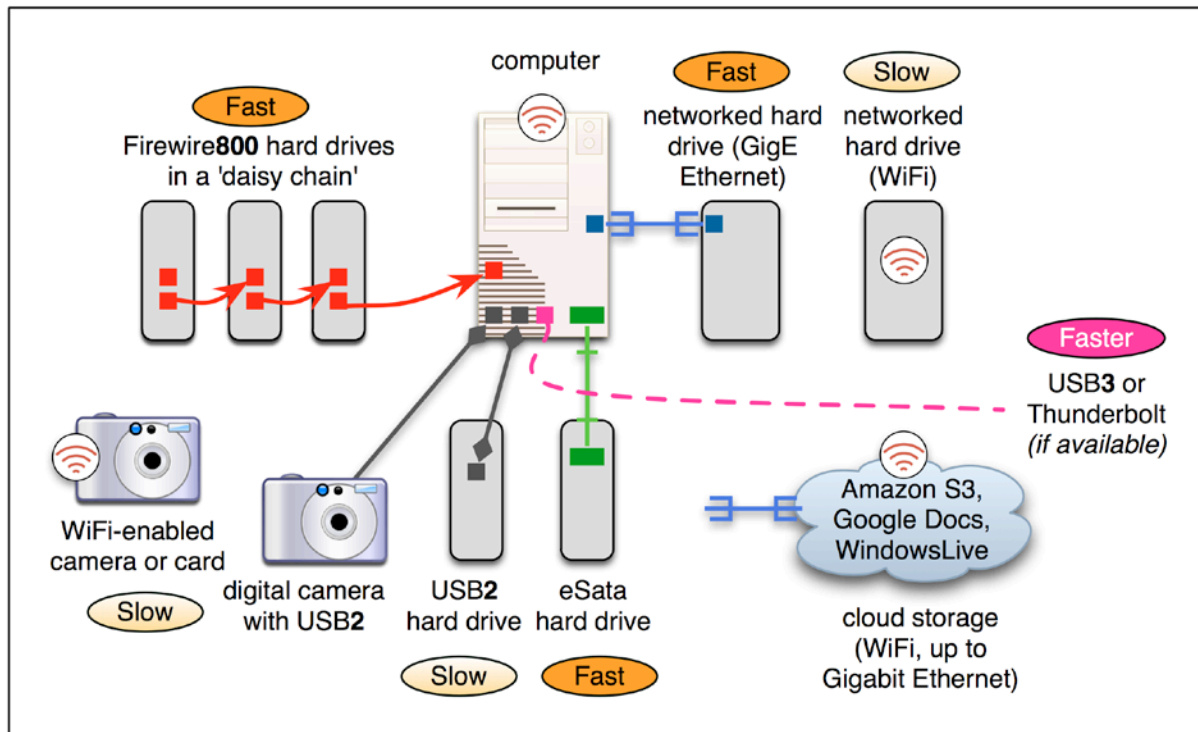 computer
Fast
Firewire800 hard drives
in a 'daisy chain'
Fast
networked hard
drive (GigE
Ethernet)
Slow
networked
hard drive
(WiFi)
Faster
USB3 or
Thunderbolt
(if available)
WiFi-enabled
camera or card
Slow
digital camera
with USB2
USB2
hard drive
Slow
eSata
hard drive
Fast
Amazon S3,
Google Docs,
WindowsLive
cloud storage
(WiFi, up to
Gigabit Ethernet)